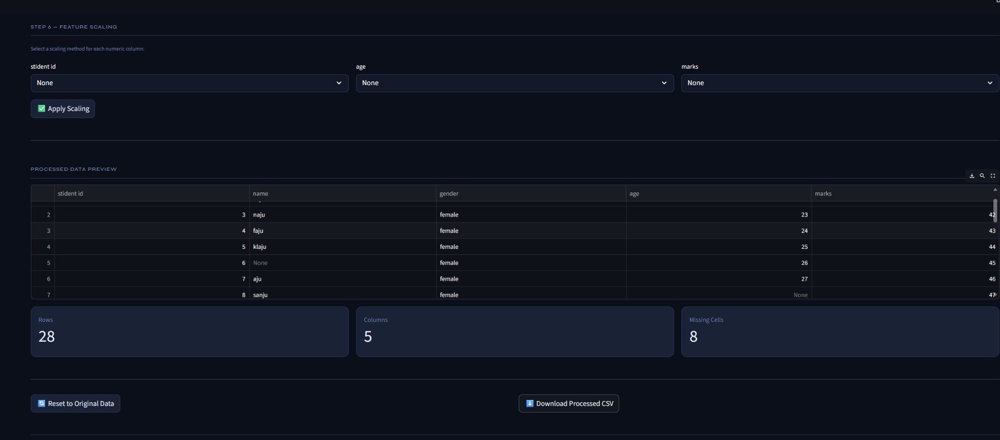 STEP 6 — FEATURE SCALING
Select a scaling method for each numeric column:
stident id age marks
None None None
✅ Apply Scaling
PROCESSED DATA PREVIEW
stident id name gender age marks
2 3 naju female 23 42
3 4 faju female 24 43
4 5 klaju female 25 44
5 6 None female 26 45
6 7 aju female 27 46
7 8 sanju female None 47
Rows Columns Missing Cells
28 5 8
Reset to Original Data Download Processed CSV